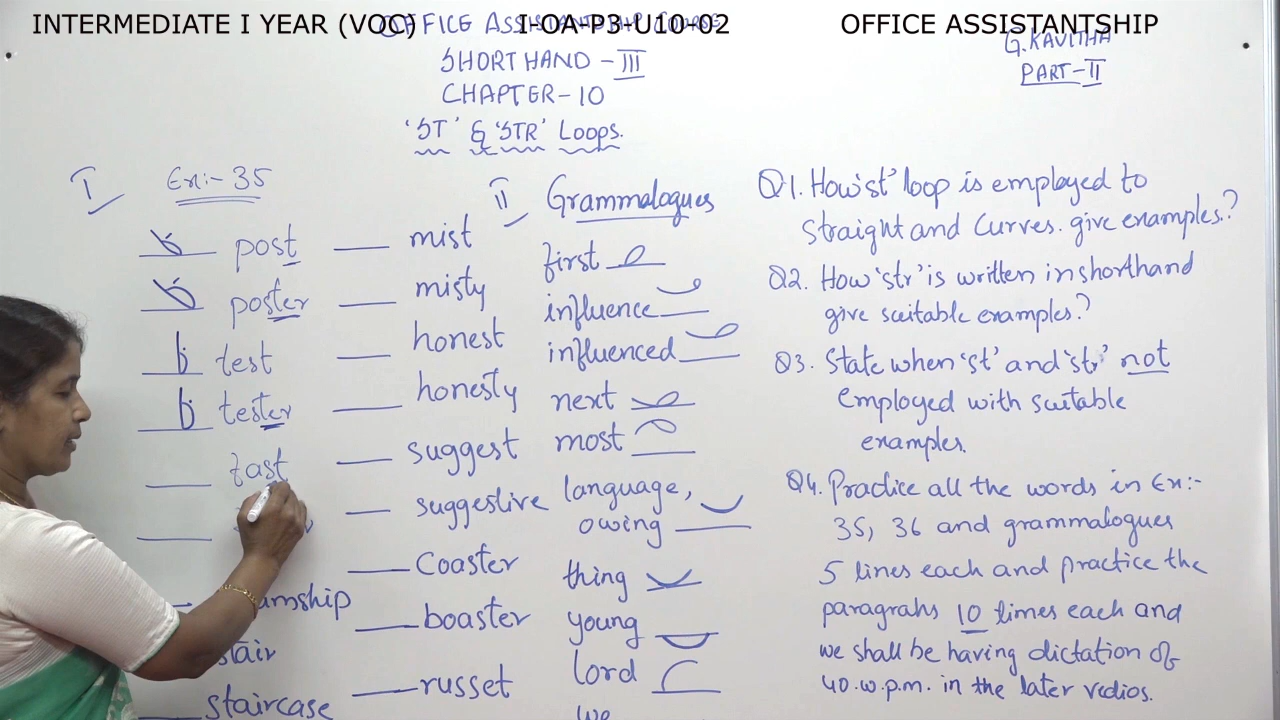 INTERMEDIATE I YEAR (VOC) I-OA-P3-U10-02 OFFICE ASSISTANTSHIP
OFFICE ASSISTANTSHIP COURSE
G. KAVITHA
SHORTHAND - III
PART-II
CHAPTER-10
'ST' & 'STR' Loops.
I Ex:- 35
post
poster
test
tester
fast
stair
staircase
mist
misty
honest
honesty
suggest
suggestive
Coaster
boaster
russet
II Grammalogues
first
influence
influenced
next
most
language,
owing
thing
young
lord
we
Q1. How 'st' loop is employed to
straight and Curves. give examples.?
Q2. How 'str' is written in shorthand
give suitable examples.?
Q3. State when 'st' and 'str' not
employed with suitable
examples.
Q4. Practice all the words in Ex:-
35, 36 and grammalogues
5 lines each and practice the
paragrahs 10 times each and
we shall be having dictation of
40.w.p.m. in the later vedios.